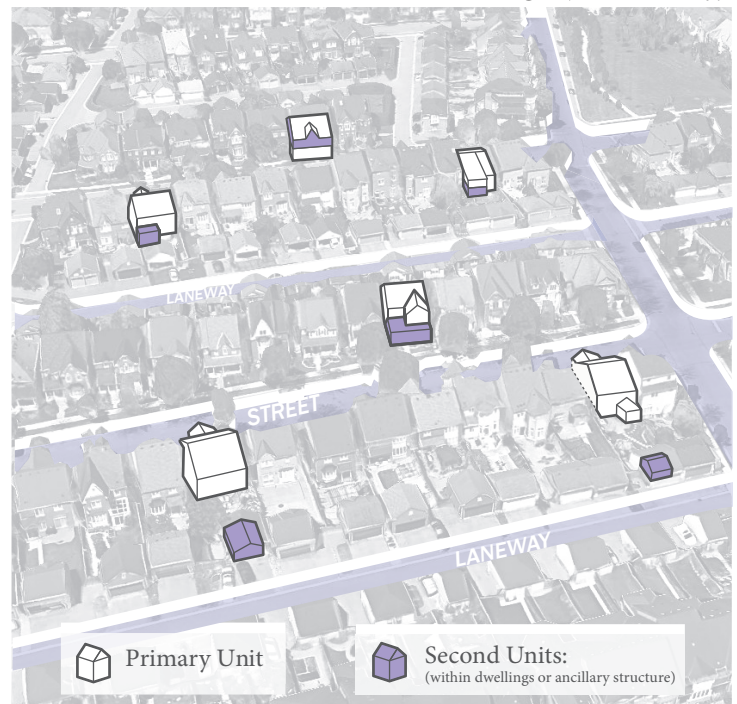 LANEWAY
STREET
LANEWAY
Primary Unit
Second Units:
(within dwellings or ancillary structure)